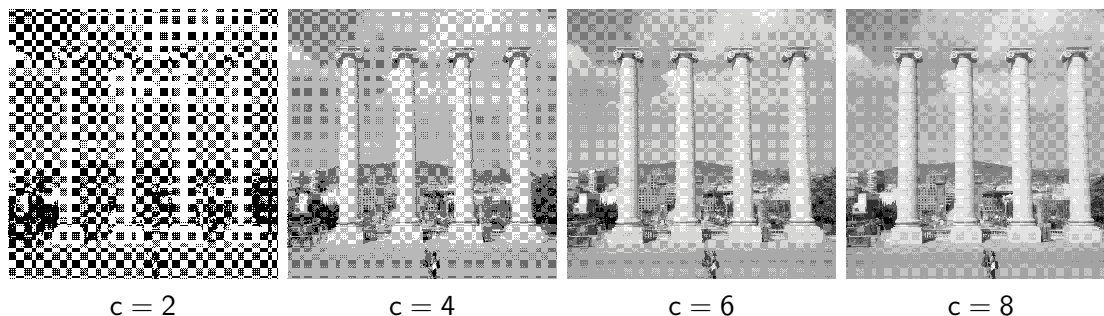 c = 2
c = 4
c = 6
c = 8